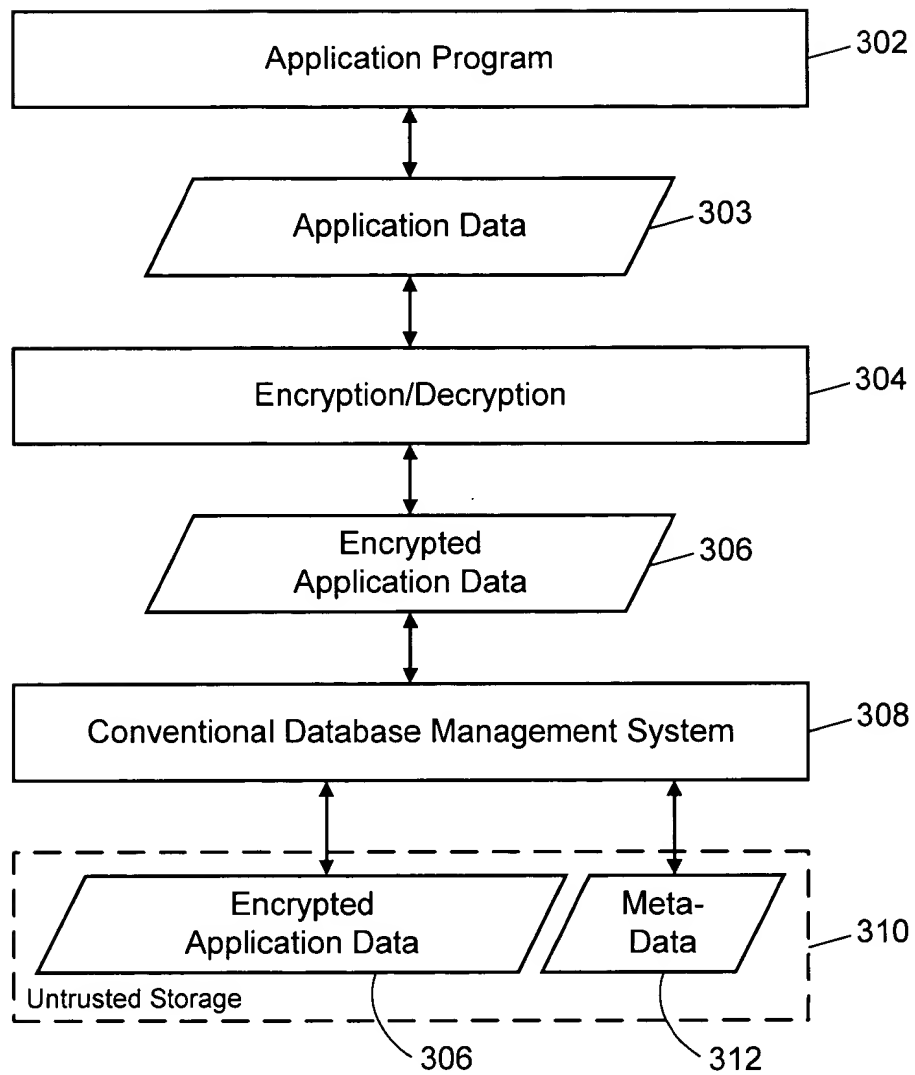 Application Program
302
Application Data
303
Encryption/Decryption
304
Encrypted
Application Data
306
Conventional Database Management System
308
Encrypted
Application Data
Meta-
Data
310
Untrusted Storage
306
312